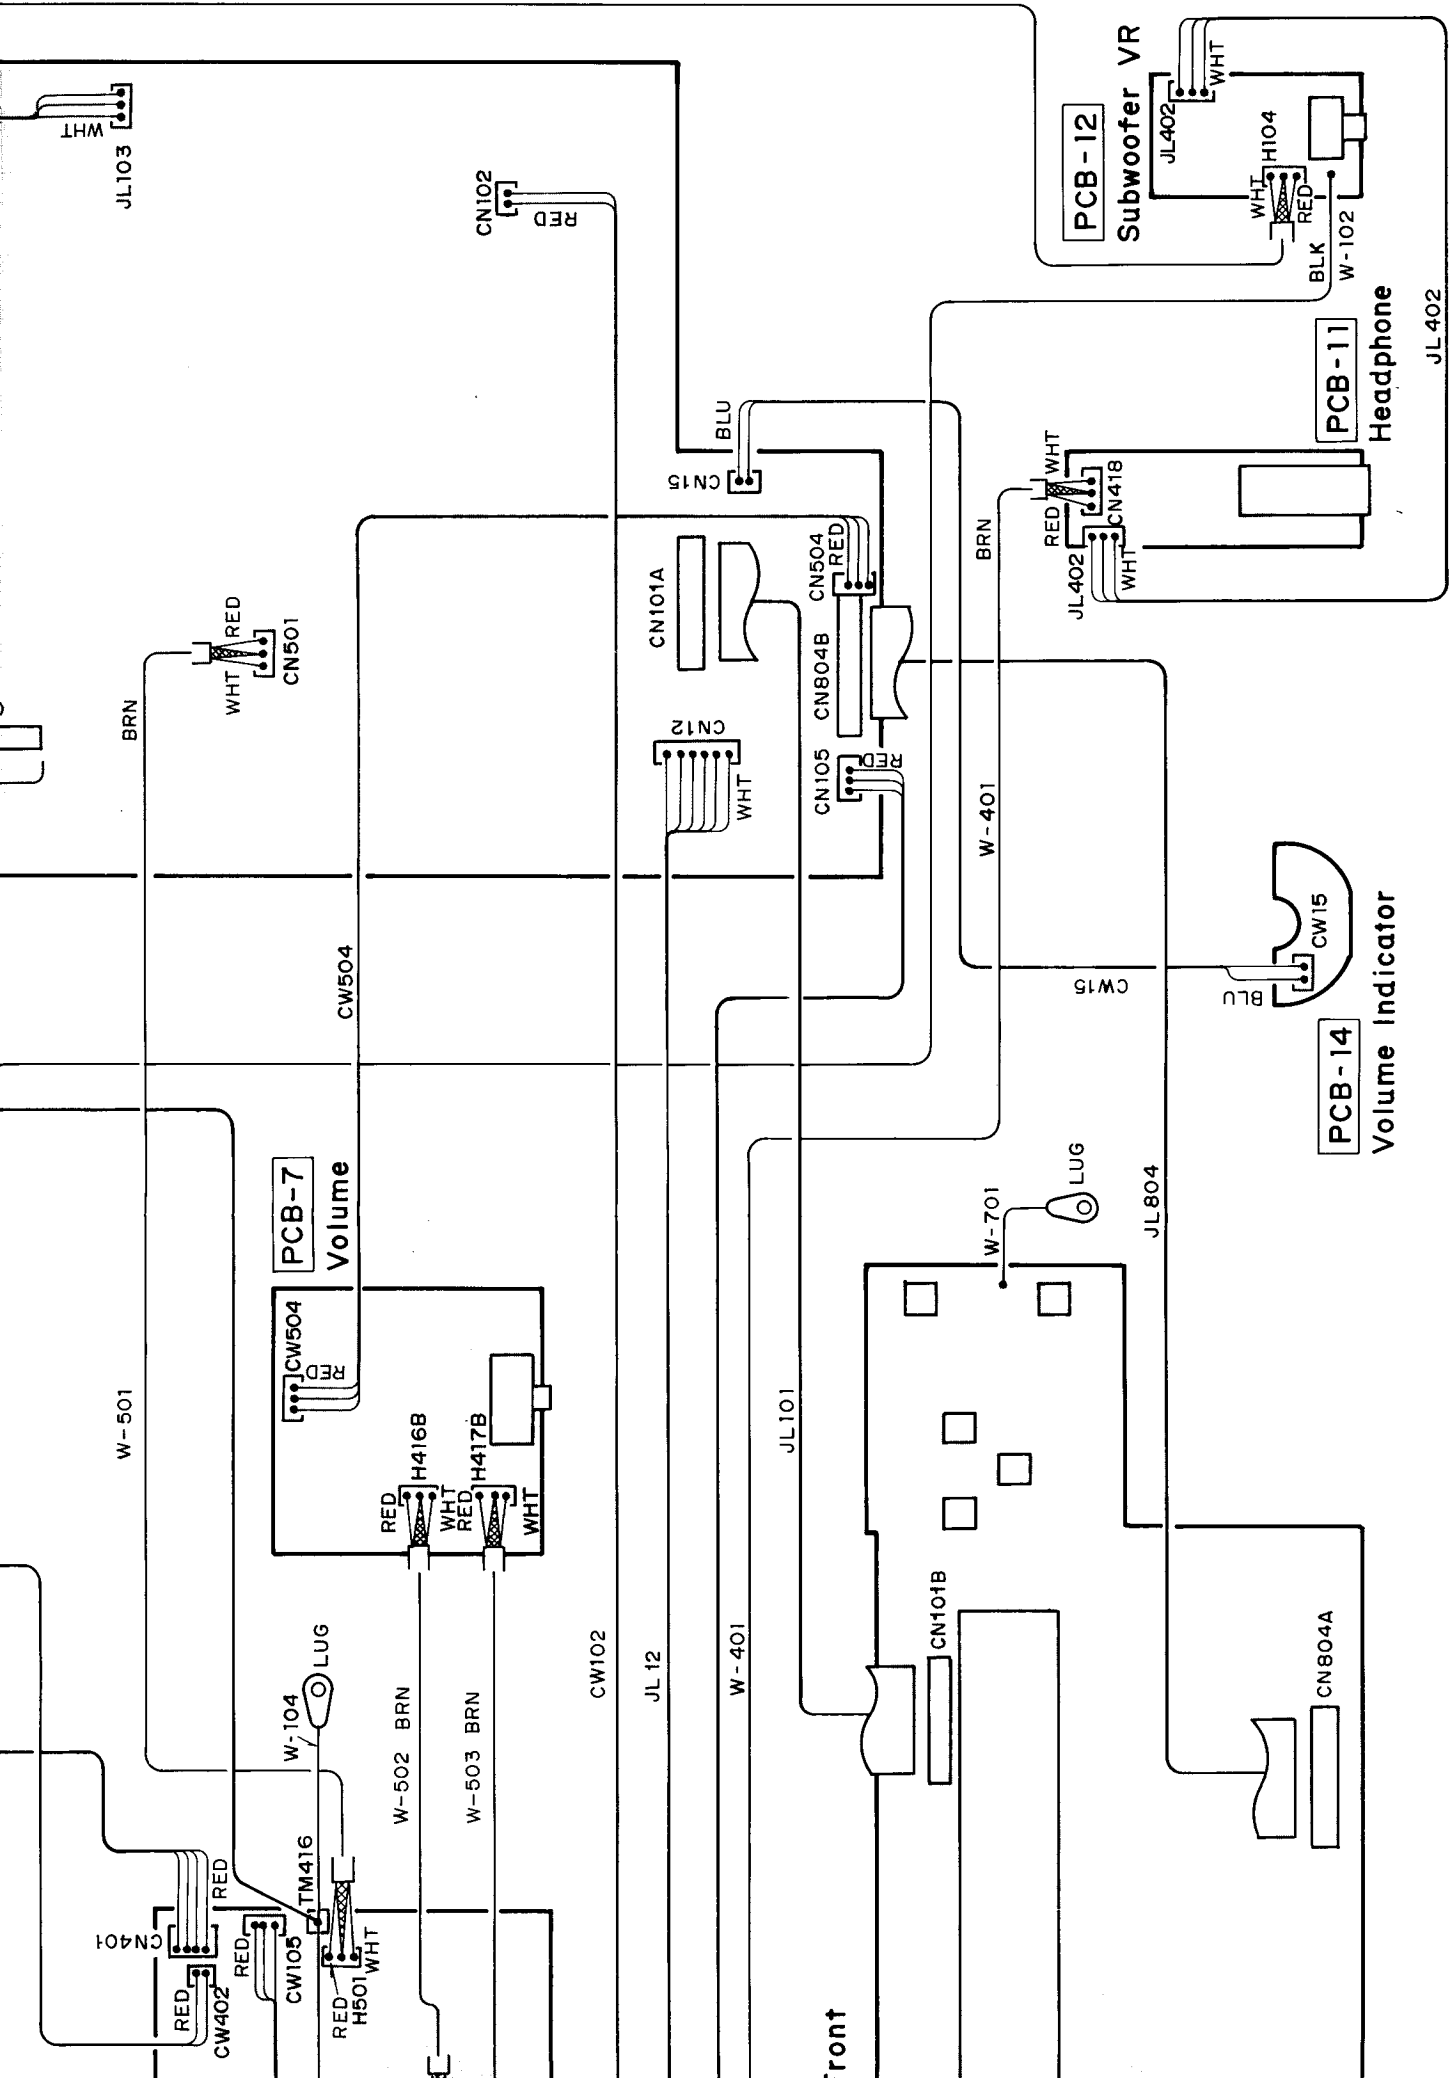 WHT
JL103
CN102
RED
PCB-12
Subwoofer VR
JL402
WHT
H104
WHT
RED
BLK
W-102
PCB-11
Headphone
JL402
BLU
CN15
RED
WHT
CN418
BRN
JL402
WHT
CN101A
CN504
RED
CN804B
CN12
WHT
CN105
RED
BRN
WHT
RED
CN501
W-401
CW15
BLU
CW15
PCB-14
Volume Indicator
CW504
PCB-7
Volume
CW504
RED
W-701
LUG
JL804
W-501
JL101
RED
H416B
WHT
RED
H417B
WHT
CN101B
CN804A
W-104
LUG
W-502 BRN
W-503 BRN
CW102
JL12
W-401
TM416
RED
CN401
RED
CW402
RED
CW105
RED
H501
WHT
Front